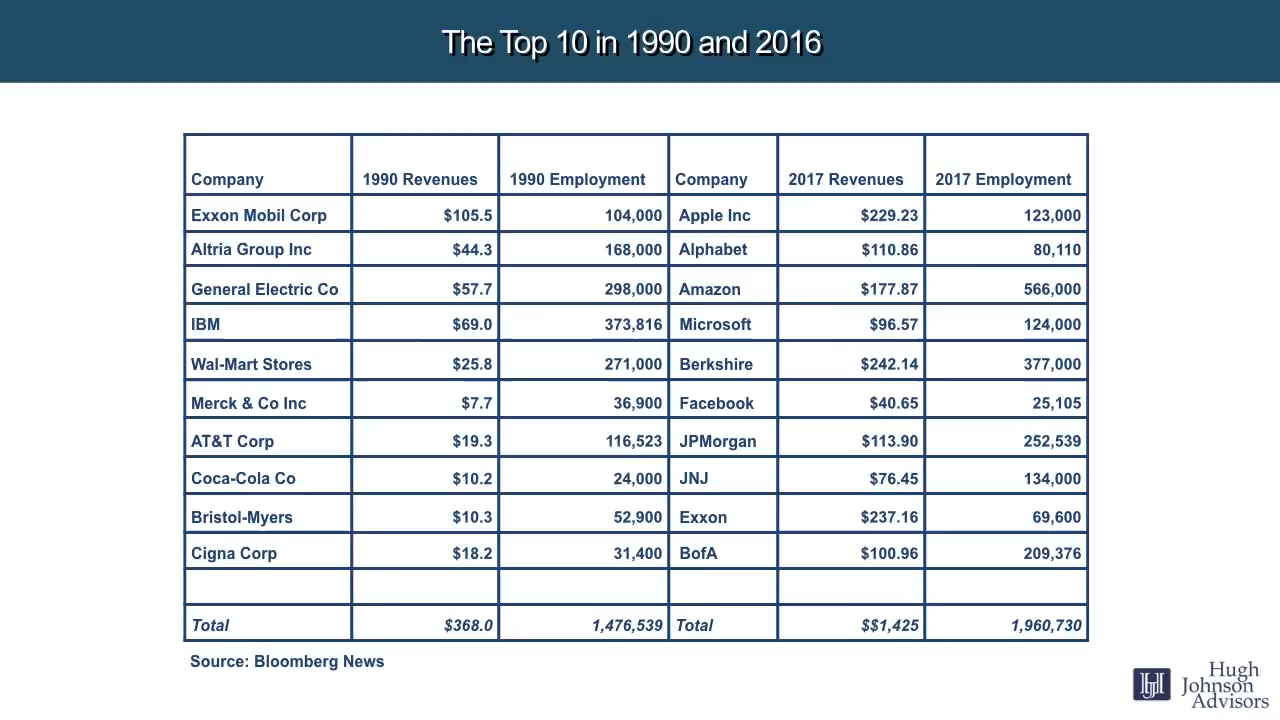 The Top 10 in 1990 and 2016
Company 1990 Revenues 1990 Employment Company 2017 Revenues 2017 Employment
Exxon Mobil Corp $105.5 104,000 Apple Inc $229.23 123,000
Altria Group Inc $44.3 168,000 Alphabet $110.86 80,110
General Electric Co $57.7 298,000 Amazon $177.87 566,000
IBM $69.0 373,816 Microsoft $96.57 124,000
Wal-Mart Stores $25.8 271,000 Berkshire $242.14 377,000
Merck & Co Inc $7.7 36,900 Facebook $40.65 25,105
AT&T Corp $19.3 116,523 JPMorgan $113.90 252,539
Coca-Cola Co $10.2 24,000 JNJ $76.45 134,000
Bristol-Myers $10.3 52,900 Exxon $237.16 69,600
Cigna Corp $18.2 31,400 BofA $100.96 209,376
Total $368.0 1,476,539 Total $$1,425 1,960,730
Source: Bloomberg News
HJ Hugh
Johnson
Advisors